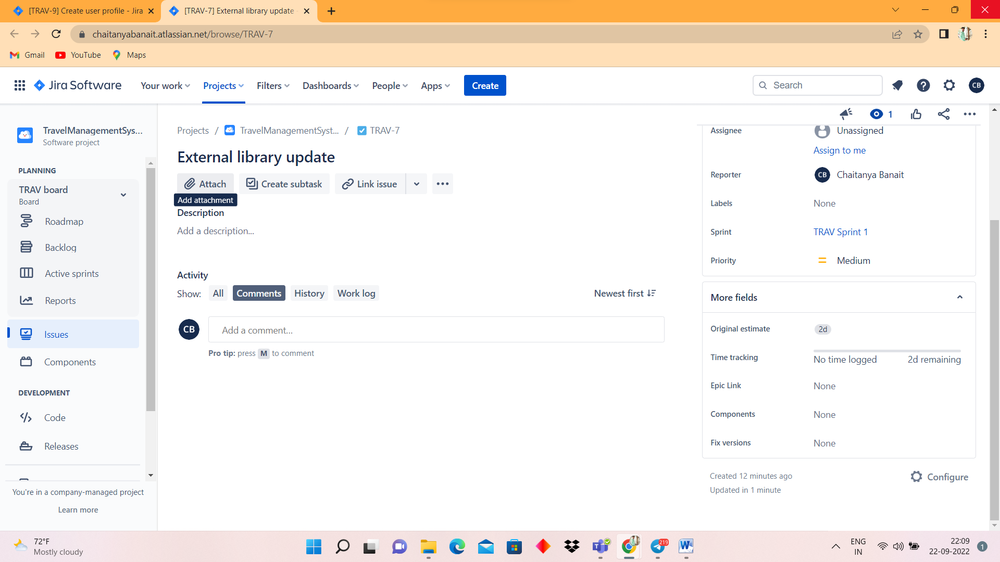 [TRAV-9] Create user profile - Jira
[TRAV-7] External library update -
chaitanyabanait.atlassian.net/browse/TRAV-7
Gmail
YouTube
Maps
Jira Software
Your work
Projects
Filters
Dashboards
People
Apps
Create
Search
CB
TravelManagementSys...
Software project
PLANNING
TRAV board
Board
Roadmap
Backlog
Active sprints
Reports
Issues
Components
DEVELOPMENT
Code
Releases
You're in a company-managed project
Learn more
Projects / TravelManagementSyst... / TRAV-7
External library update
Attach
Create subtask
Link issue
Add attachment
Description
Add a description...
Activity
Show: All Comments History Work log
Newest first
CB
Add a comment...
Pro tip: press M to comment
1
Assignee
Unassigned
Assign to me
Reporter
CB Chaitanya Banait
Labels
None
Sprint
TRAV Sprint 1
Priority
Medium
More fields
Original estimate
2d
Time tracking
No time logged
2d remaining
Epic Link
None
Components
None
Fix versions
None
Created 12 minutes ago
Updated in 1 minute
Configure
72°F
Mostly cloudy
219
ENG
IN
22:09
22-09-2022
1